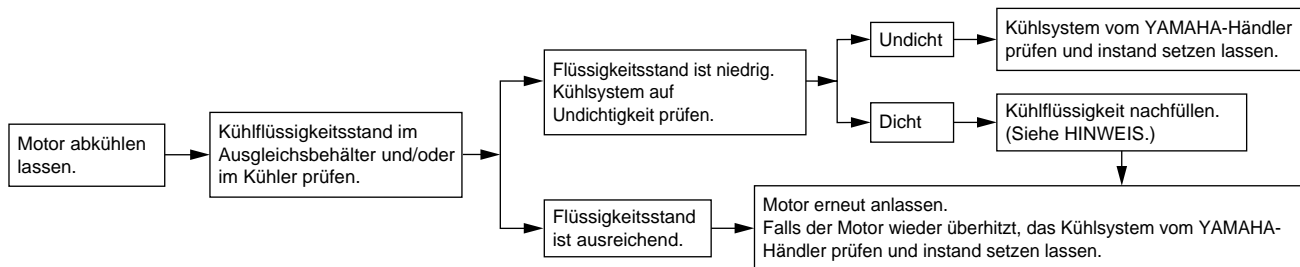 Motor abkühlen
lassen.
Kühlflüssigkeitsstand im
Ausgleichsbehälter und/oder
im Kühler prüfen.
Flüssigkeitsstand ist niedrig.
Kühlsystem auf
Undichtigkeit prüfen.
Undicht
Kühlsystem vom YAMAHA-Händler
prüfen und instand setzen lassen.
Dicht
Kühlflüssigkeit nachfüllen.
(Siehe HINWEIS.)
Flüssigkeitsstand
ist ausreichend.
Motor erneut anlassen.
Falls der Motor wieder überhitzt, das Kühlsystem vom YAMAHA-
Händler prüfen und instand setzen lassen.